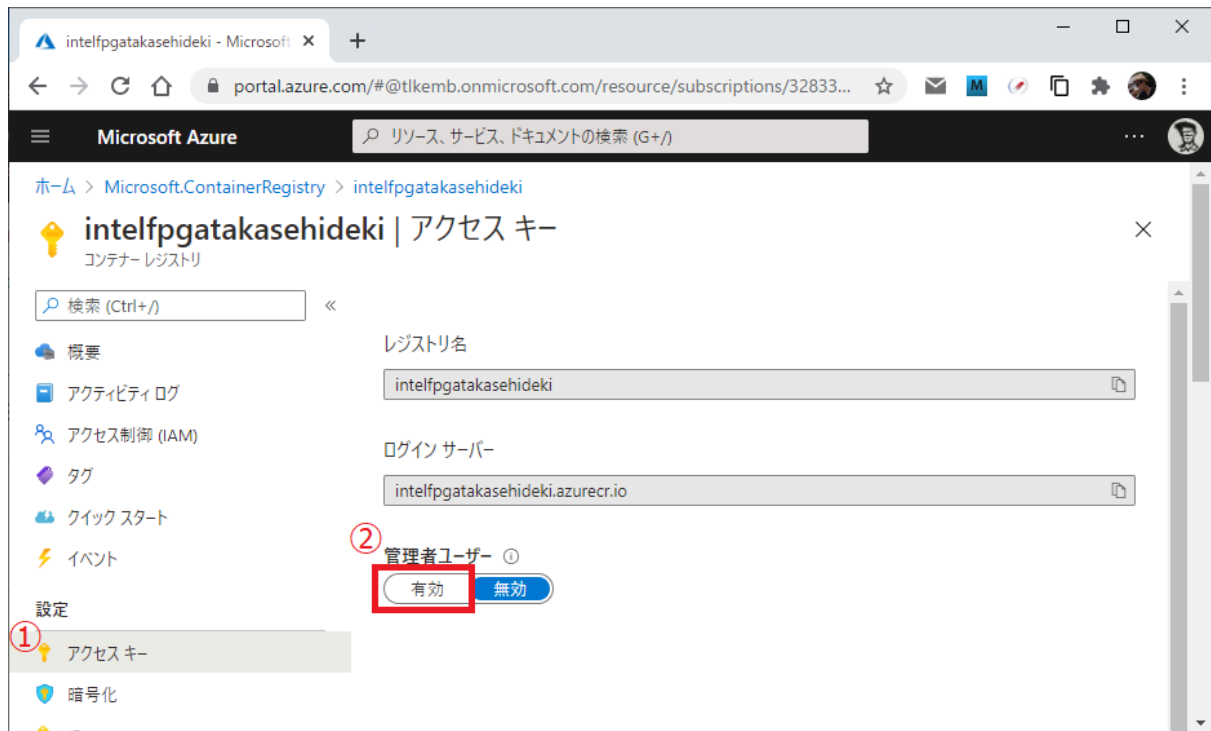 intelfpgatakasehideki - Microsoft
portal.azure.com/#@tlkemb.onmicrosoft.com/resource/subscriptions/32833...
M
Microsoft Azure
リソース、サービス、ドキュメントの検索 (G+/)
ホーム > Microsoft.ContainerRegistry > intelfpgatakasehideki
intelfpgatakasehideki | アクセス キー
コンテナー レジストリ
検索 (Ctrl+/)
概要
アクティビティ ログ
アクセス制御 (IAM)
タグ
クイック スタート
イベント
設定
① アクセス キー
暗号化
レジストリ名
intelfpgatakasehideki
ログイン サーバー
intelfpgatakasehideki.azurecr.io
②
管理者ユーザー
有効 無効